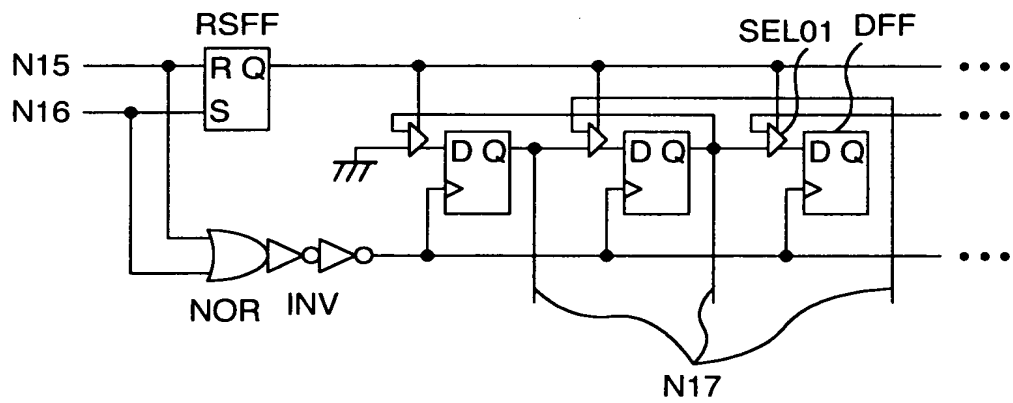 RSFF
SEL01
DFF
N15
R Q
N16
S
D Q
D Q
D Q
NOR
INV
N17